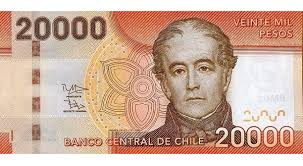 20000
VEINTE MIL
PESOS
BANCO CENTRAL DE CHILE
20000